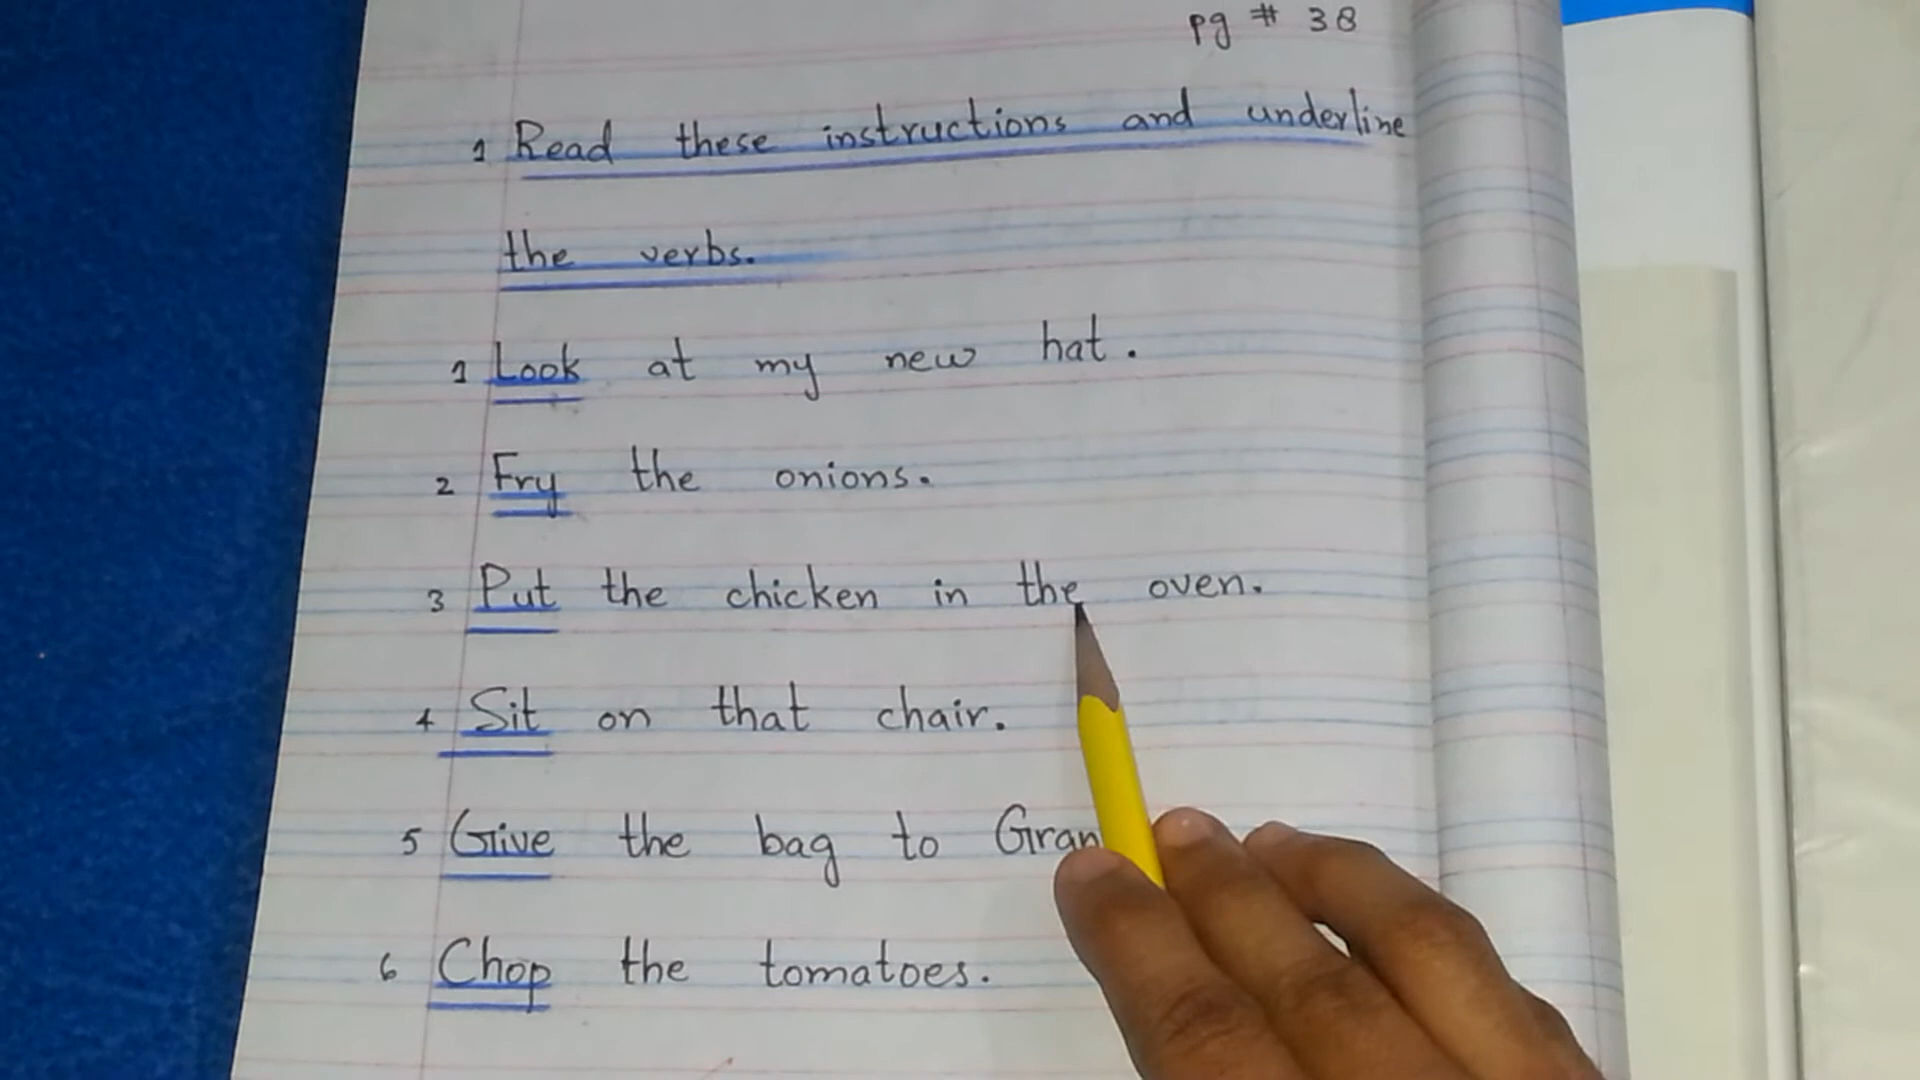 pg # 38
1 Read these instructions and underline
the verbs.
1 Look at my new hat.
2 Fry the onions.
3 Put the chicken in the oven.
4 Sit on that chair.
5 Give the bag to Gran
6 Chop the tomatoes.